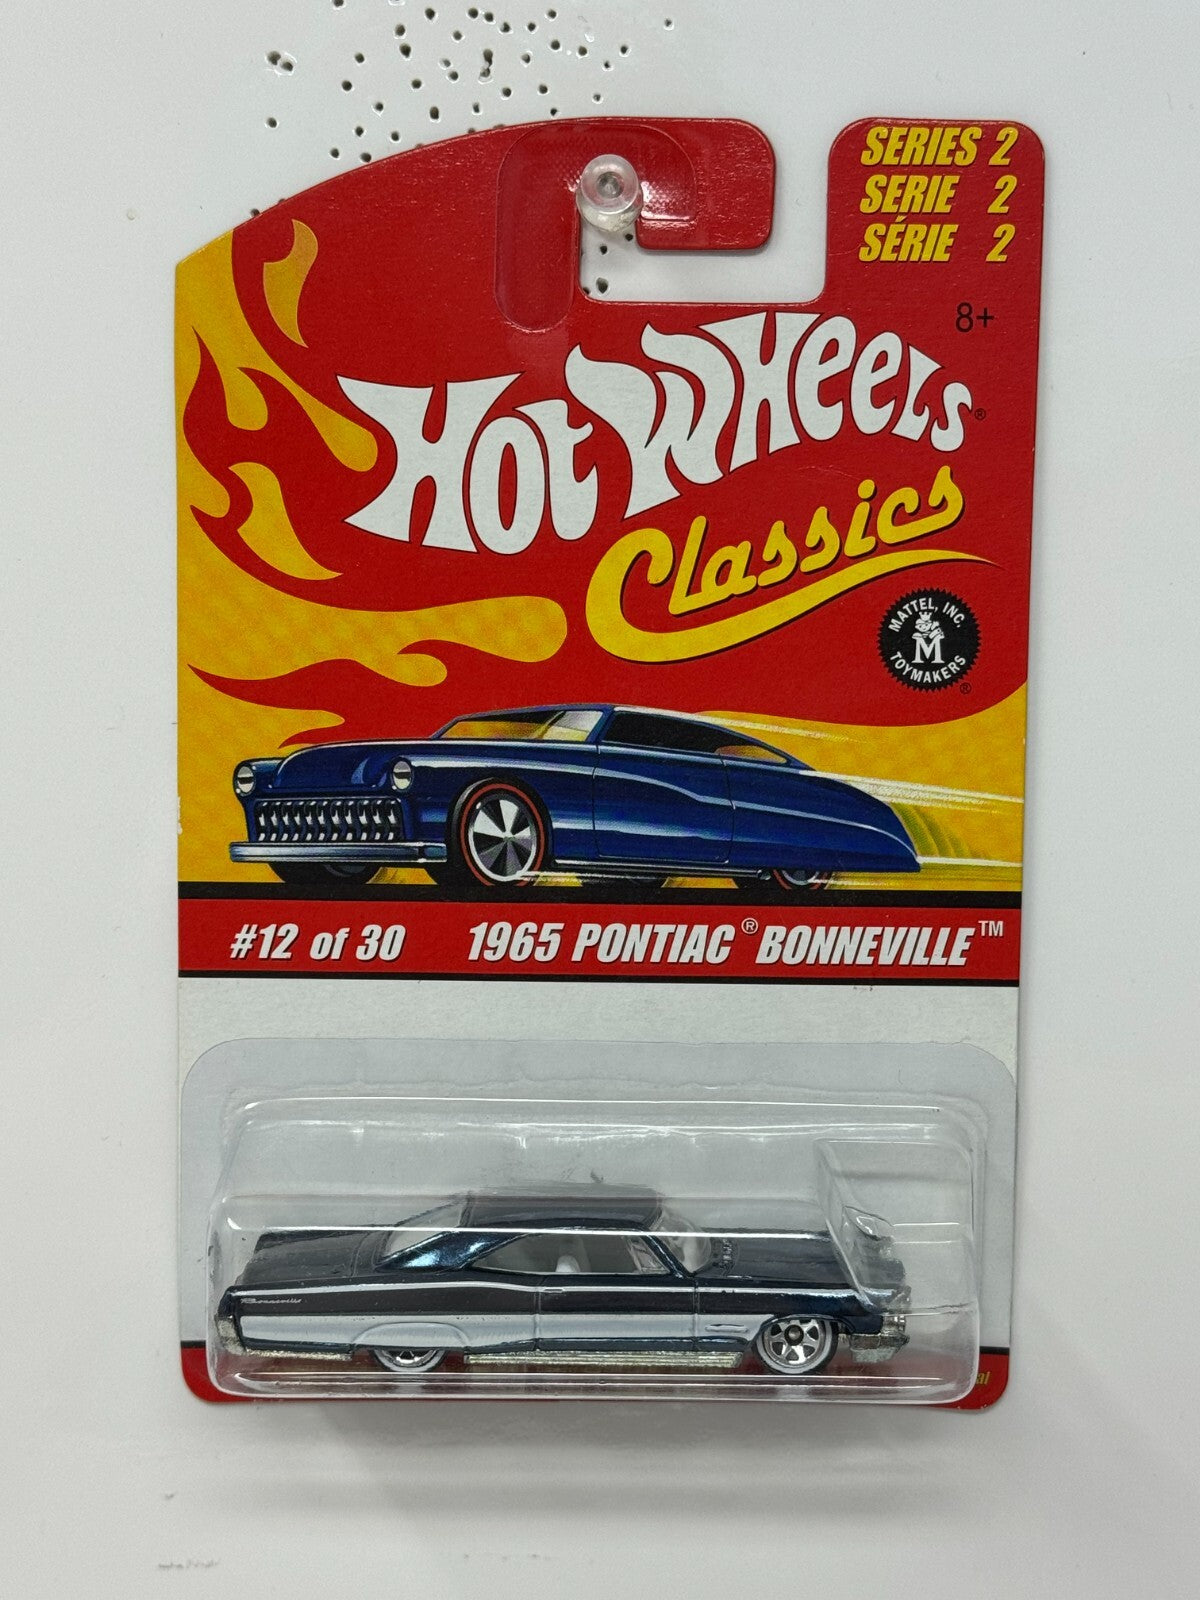 SERIES 2
SERIE 2
SÉRIE 2
8+
HOT WHEELS®
Classics
MATTEL, INC.
M
TOYMAKERS®
#12 of 30 1965 PONTIAC® BONNEVILLE™
Bonneville